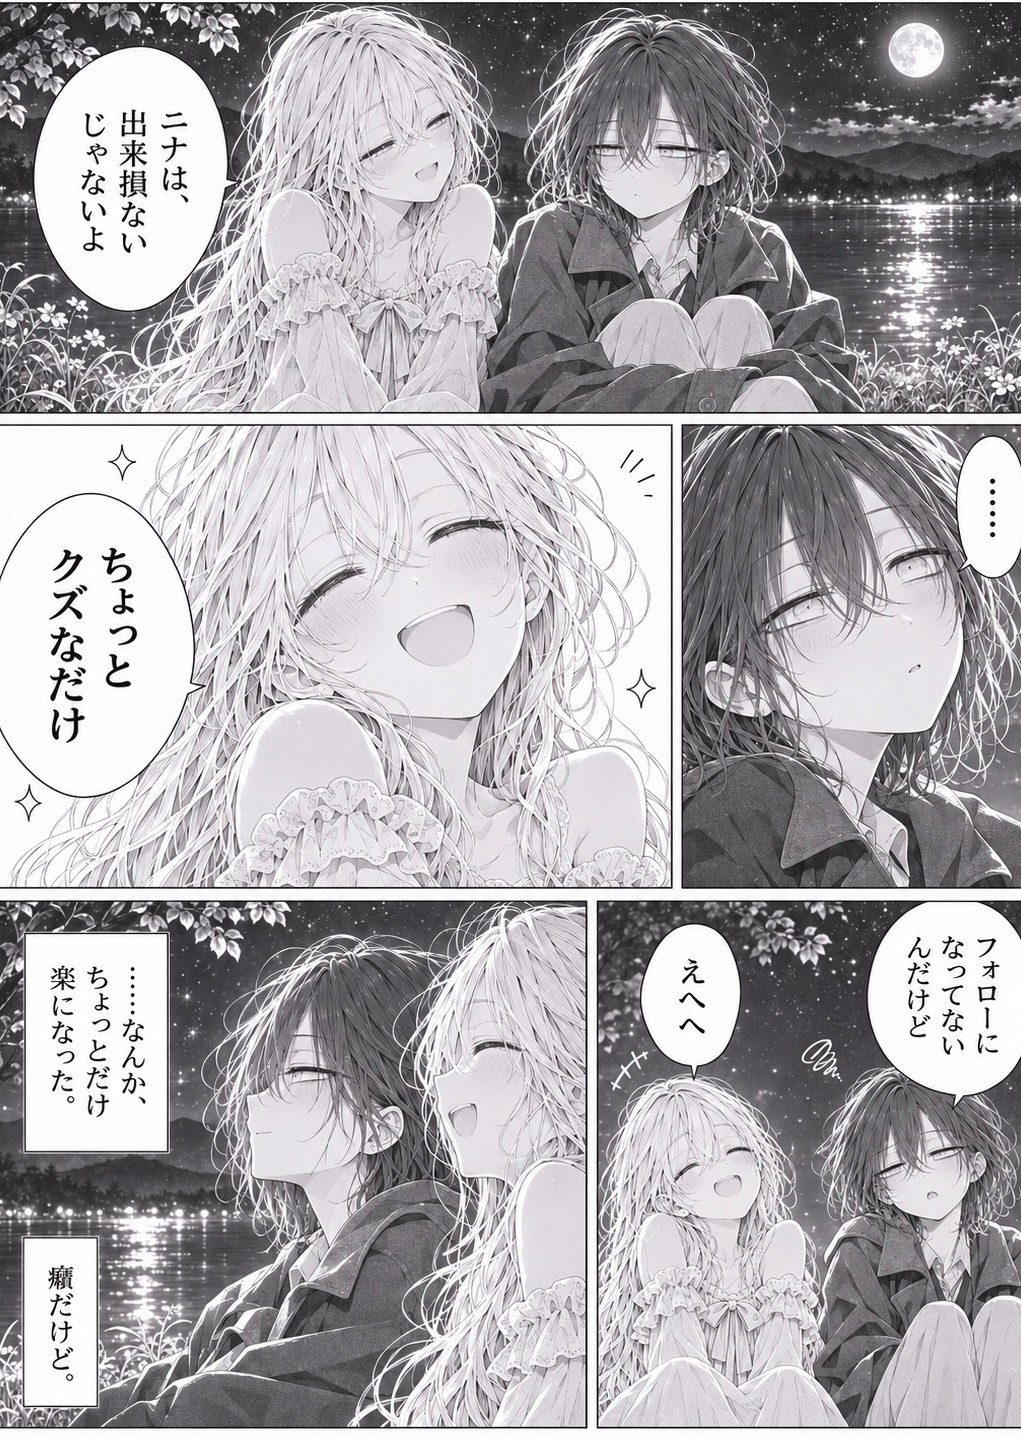 ニナは、
出来損ない
じゃないよ
……
ちょっと
クズなだけ
フォローに
なってない
んだけど
えへへ
……なんか、
ちょっとだけ
楽になった。
癪だけど。